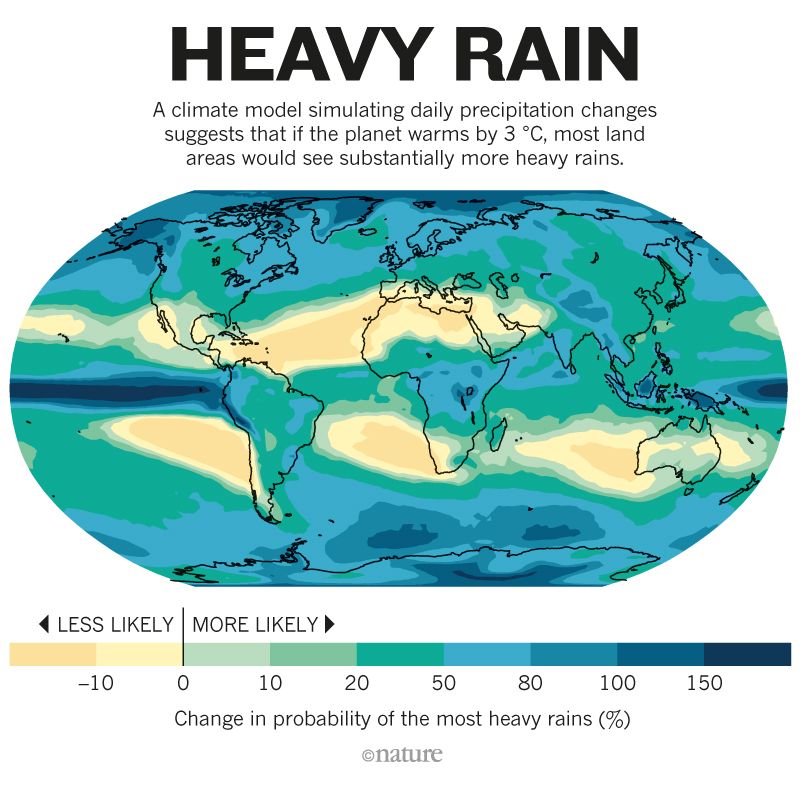 HEAVY RAIN
A climate model simulating daily precipitation changes
suggests that if the planet warms by 3 °C, most land
areas would see substantially more heavy rains.
LESS LIKELY MORE LIKELY
–10 0 10 20 50 80 100 150
Change in probability of the most heavy rains (%)
©nature